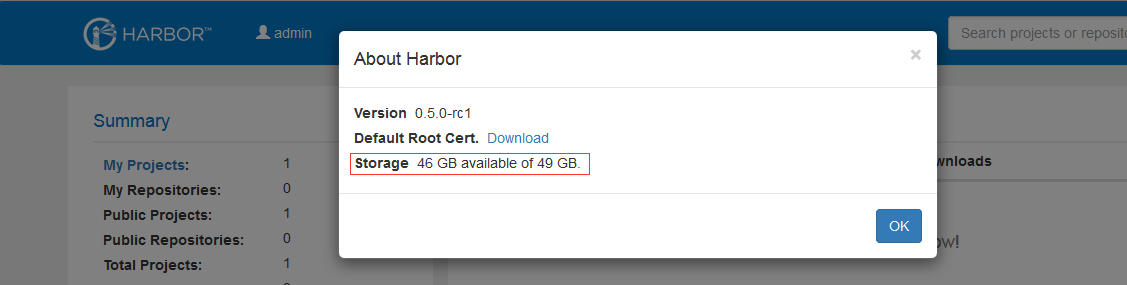 HARBOR™
admin
Search projects or reposito
About Harbor
×
Version 0.5.0-rc1
Default Root Cert. Download
Storage 46 GB available of 49 GB.
OK
Summary
My Projects: 1
My Repositories: 0
Public Projects: 1
Public Repositories: 0
Total Projects: 1
wnloads
ow!